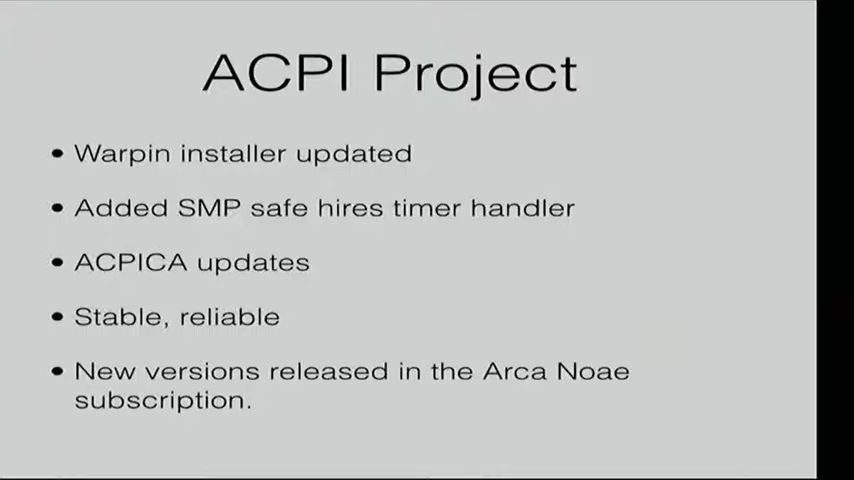 ACPI Project
• Warpin installer updated
• Added SMP safe hires timer handler
• ACPICA updates
• Stable, reliable
• New versions released in the Arca Noae
subscription.